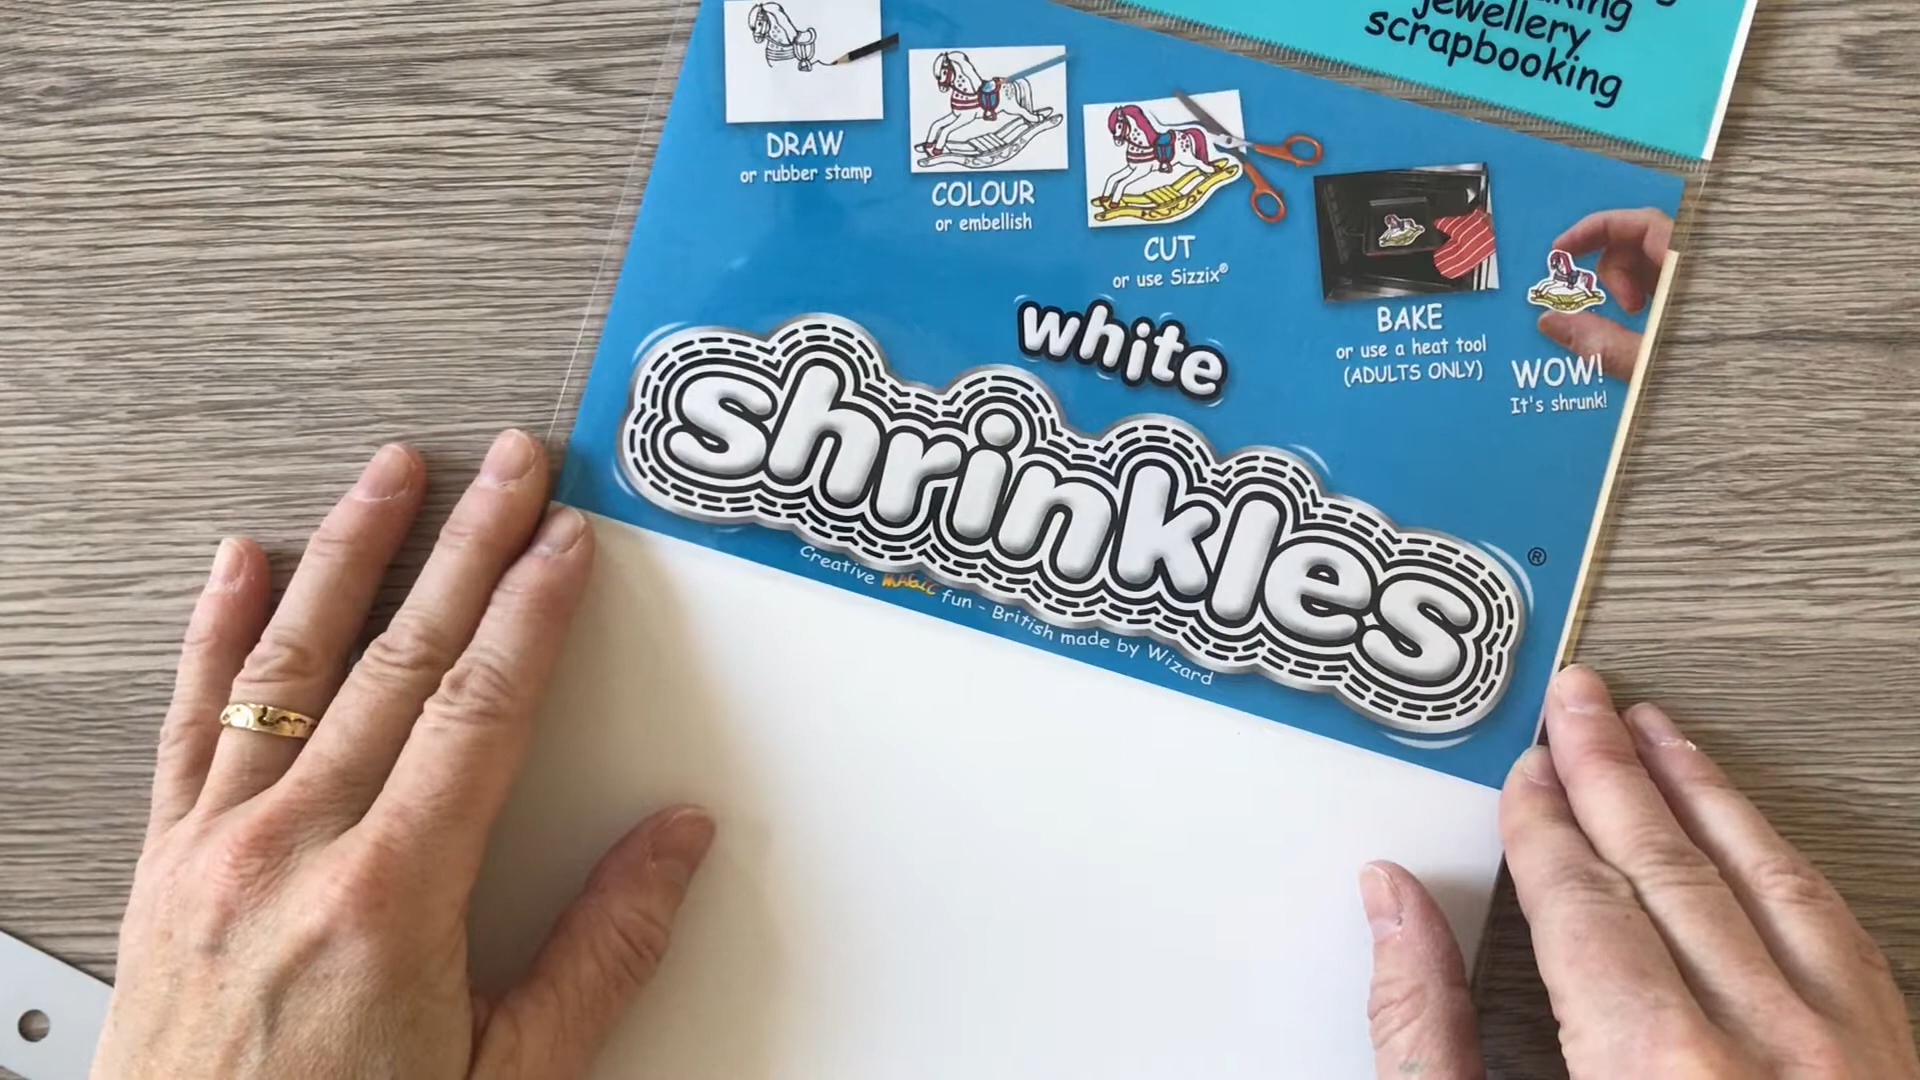 jewellery
scrapbooking
DRAW
or rubber stamp
COLOUR
or embellish
CUT
or use Sizzix®
BAKE
or use a heat tool
(ADULTS ONLY)
WOW!
It's shrunk!
white
shrinkles
®
Creative MAGIC fun - British made by Wizard